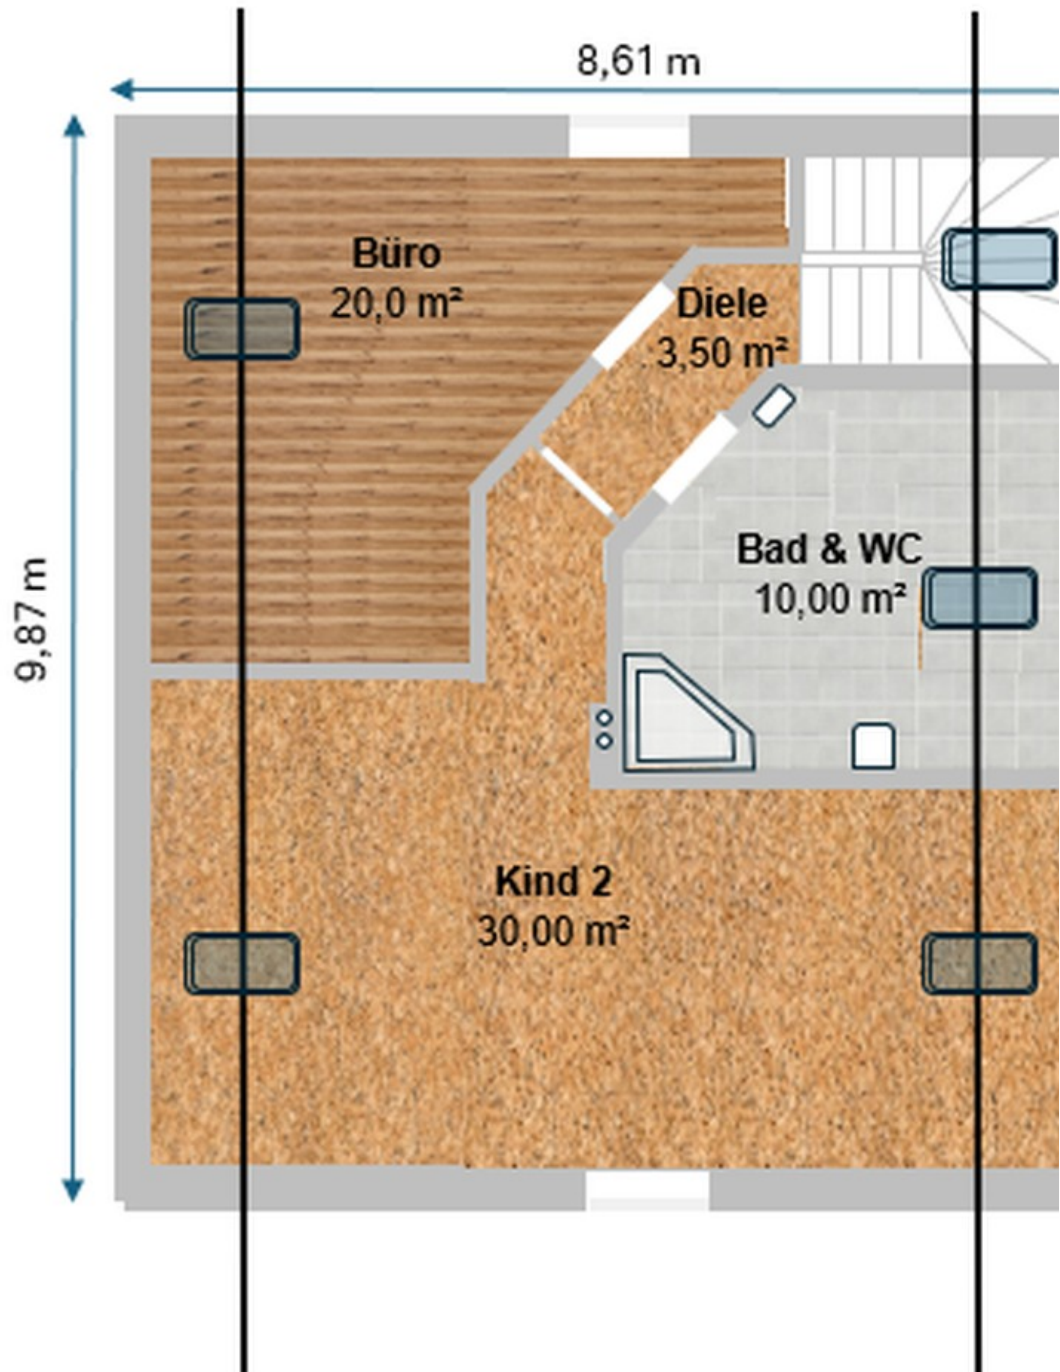 8,61 m
Büro
20,0 m²
Diele
3,50 m²
9,87 m
Bad & WC
10,00 m²
Kind 2
30,00 m²